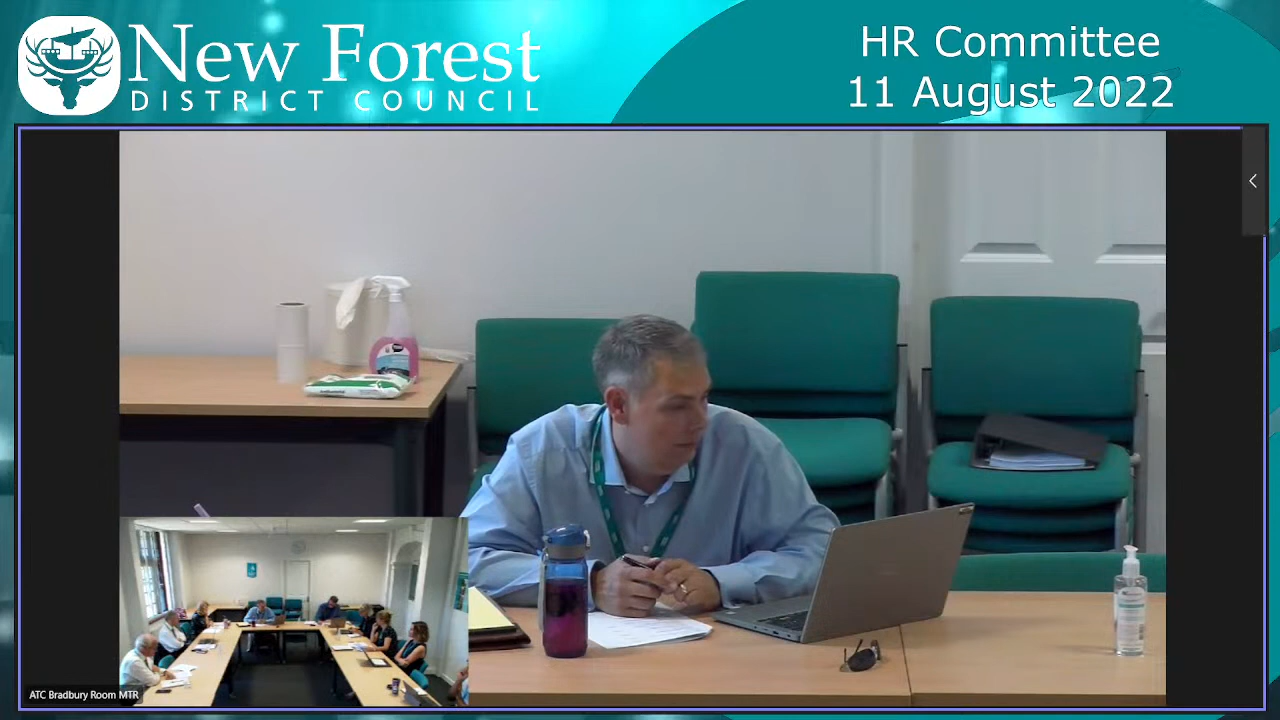 New Forest
DISTRICT COUNCIL
HR Committee
11 August 2022
ATC Bradbury Room MTR